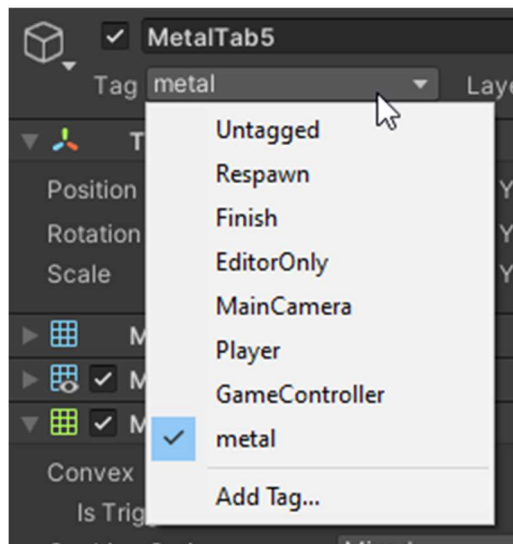 MetalTab5
Tag metal Laye
Untagged
T
Respawn
Position Y
Finish
Rotation Y
EditorOnly
Scale Y
MainCamera
M
Player
M
GameController
M
metal
Convex
Add Tag...
Is Trig